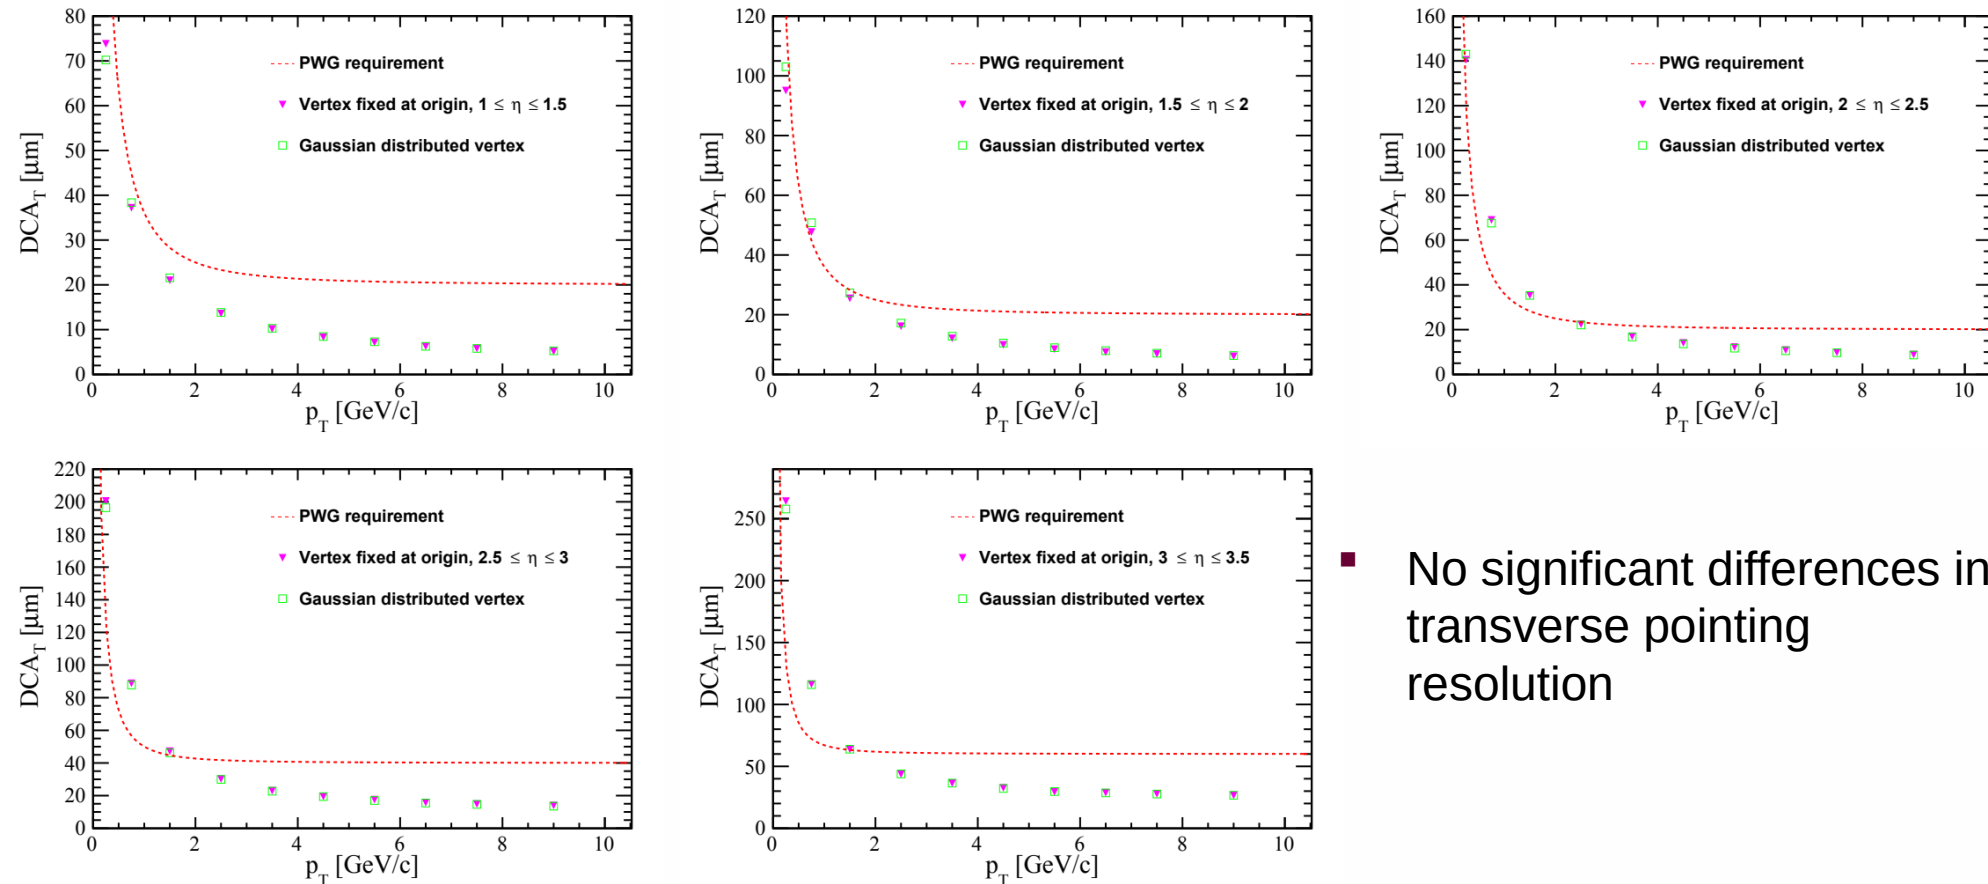 80
70
60
50
40
30
20
10
0
DCA_T [μm]
PWG requirement
Vertex fixed at origin, 1 ≤ η ≤ 1.5
Gaussian distributed vertex
0 2 4 6 8 10
p_T [GeV/c]
120
100
80
60
40
20
0
DCA_T [μm]
PWG requirement
Vertex fixed at origin, 1.5 ≤ η ≤ 2
Gaussian distributed vertex
0 2 4 6 8 10
p_T [GeV/c]
160
140
120
100
80
60
40
20
0
DCA_T [μm]
PWG requirement
Vertex fixed at origin, 2 ≤ η ≤ 2.5
Gaussian distributed vertex
0 2 4 6 8 10
p_T [GeV/c]
220
200
180
160
140
120
100
80
60
40
20
0
DCA_T [μm]
PWG requirement
Vertex fixed at origin, 2.5 ≤ η ≤ 3
Gaussian distributed vertex
0 2 4 6 8 10
p_T [GeV/c]
250
200
150
100
50
0
DCA_T [μm]
PWG requirement
Vertex fixed at origin, 3 ≤ η ≤ 3.5
Gaussian distributed vertex
0 2 4 6 8 10
p_T [GeV/c]
▪ No significant differences in
transverse pointing
resolution